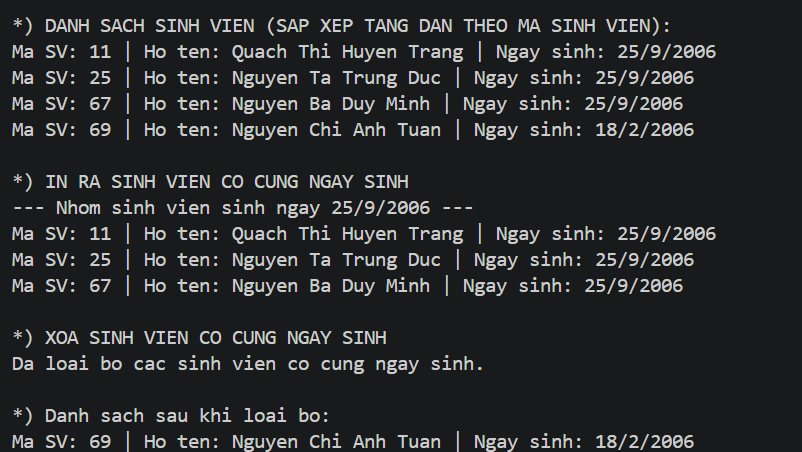 *) DANH SACH SINH VIEN (SAP XEP TANG DAN THEO MA SINH VIEN):
Ma SV: 11 | Ho ten: Quach Thi Huyen Trang | Ngay sinh: 25/9/2006
Ma SV: 25 | Ho ten: Nguyen Ta Trung Duc | Ngay sinh: 25/9/2006
Ma SV: 67 | Ho ten: Nguyen Ba Duy Minh | Ngay sinh: 25/9/2006
Ma SV: 69 | Ho ten: Nguyen Chi Anh Tuan | Ngay sinh: 18/2/2006
*) IN RA SINH VIEN CO CUNG NGAY SINH
--- Nhom sinh vien sinh ngay 25/9/2006 ---
Ma SV: 11 | Ho ten: Quach Thi Huyen Trang | Ngay sinh: 25/9/2006
Ma SV: 25 | Ho ten: Nguyen Ta Trung Duc | Ngay sinh: 25/9/2006
Ma SV: 67 | Ho ten: Nguyen Ba Duy Minh | Ngay sinh: 25/9/2006
*) XOA SINH VIEN CO CUNG NGAY SINH
Da loai bo cac sinh vien co cung ngay sinh.
*) Danh sach sau khi loai bo:
Ma SV: 69 | Ho ten: Nguyen Chi Anh Tuan | Ngay sinh: 18/2/2006